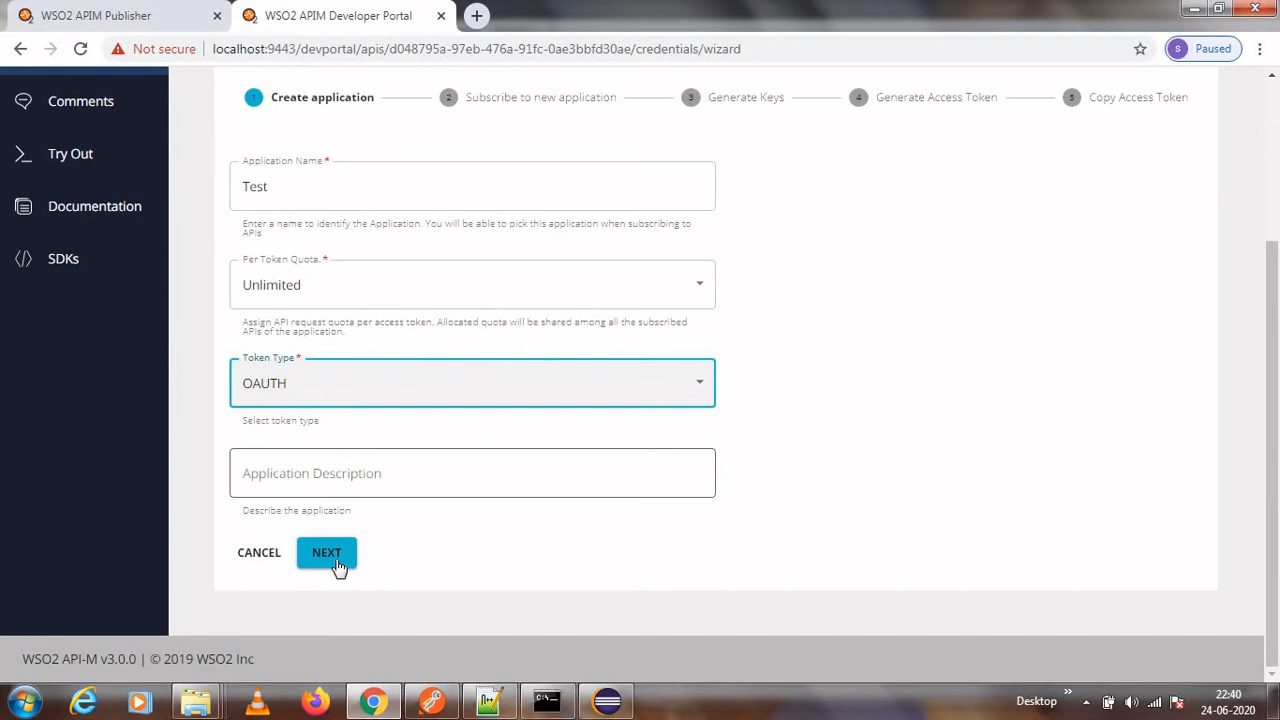 WSO2 APIM Publisher
WSO2 APIM Developer Portal
Not secure
localhost:9443/devportal/apis/d048795a-97eb-476a-91fc-0ae3bbfd30ae/credentials/wizard
S
Paused
Comments
Try Out
Documentation
SDKs
1 Create application
2 Subscribe to new application
3 Generate Keys
4 Generate Access Token
5 Copy Access Token
Application Name *
Test
Enter a name to identify the Application. You will be able to pick this application when subscribing to
APIs
Per Token Quota. *
Unlimited
Assign API request quota per access token. Allocated quota will be shared among all the subscribed
APIs of the application.
Token Type *
OAUTH
Select token type
Application Description
Describe the application
CANCEL
NEXT
WSO2 API-M v3.0.0 | © 2019 WSO2 Inc
Desktop
22:40
24-06-2020